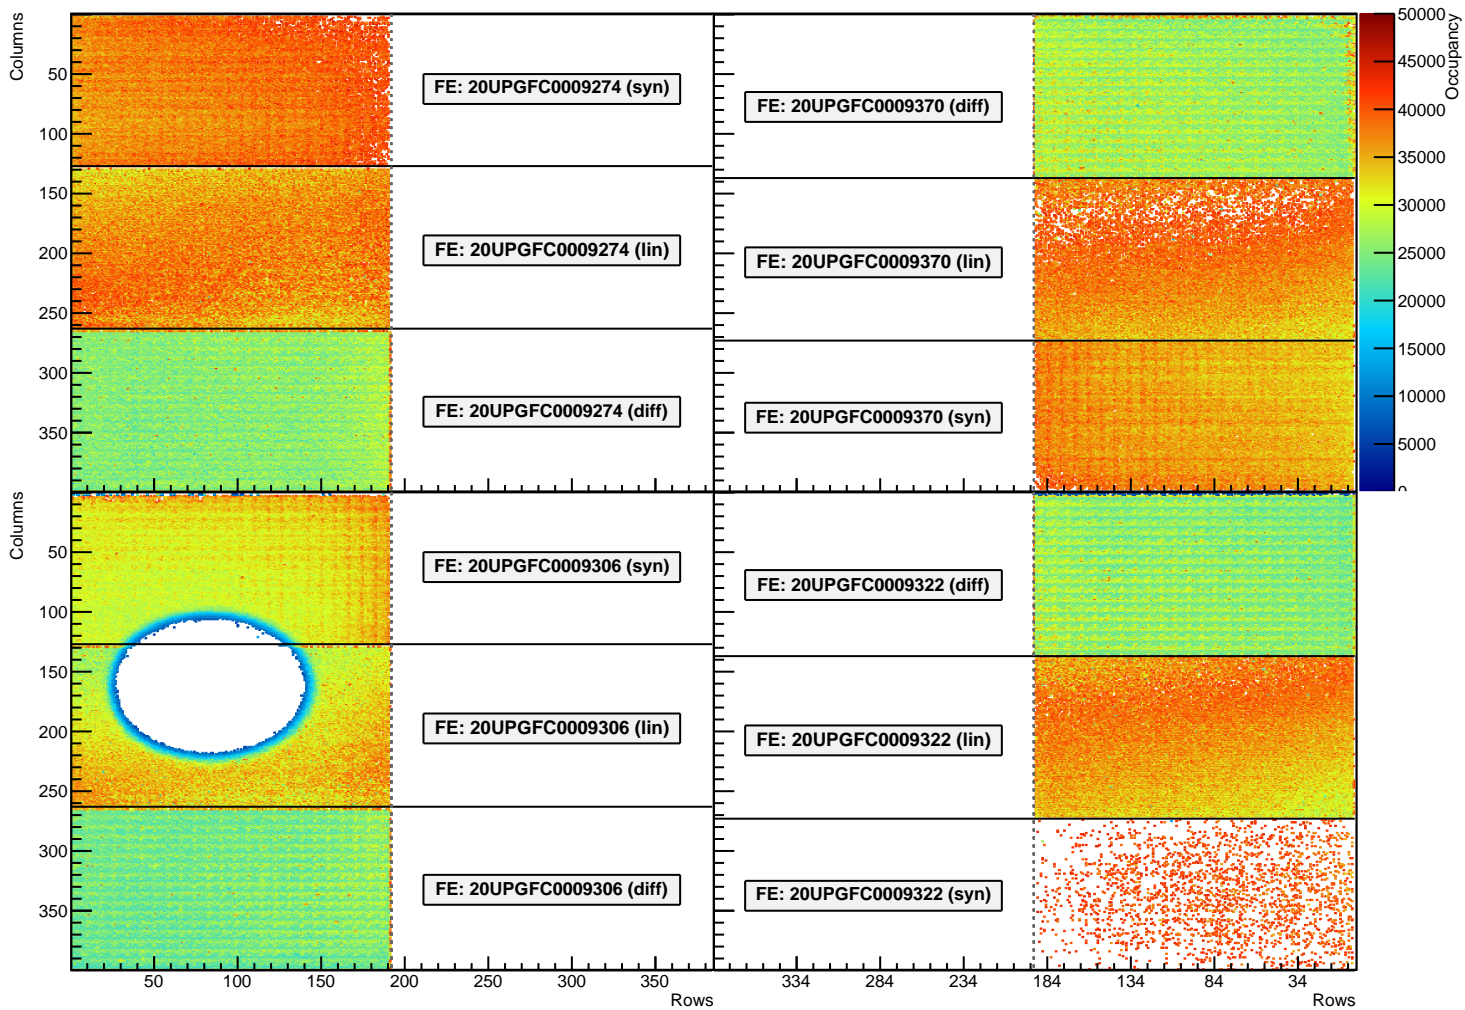 Columns
50
100
150
200
250
300
350
FE: 20UPGFC0009274 (syn)
FE: 20UPGFC0009274 (lin)
FE: 20UPGFC0009274 (diff)
FE: 20UPGFC0009370 (diff)
FE: 20UPGFC0009370 (lin)
FE: 20UPGFC0009370 (syn)
50000
45000
40000
35000
30000
25000
20000
15000
10000
5000
0
Occupancy
Columns
50
100
150
200
250
300
350
FE: 20UPGFC0009306 (syn)
FE: 20UPGFC0009306 (lin)
FE: 20UPGFC0009306 (diff)
FE: 20UPGFC0009322 (diff)
FE: 20UPGFC0009322 (lin)
FE: 20UPGFC0009322 (syn)
50 100 150 200 250 300 350
Rows
334 284 234 184 134 84 34
Rows